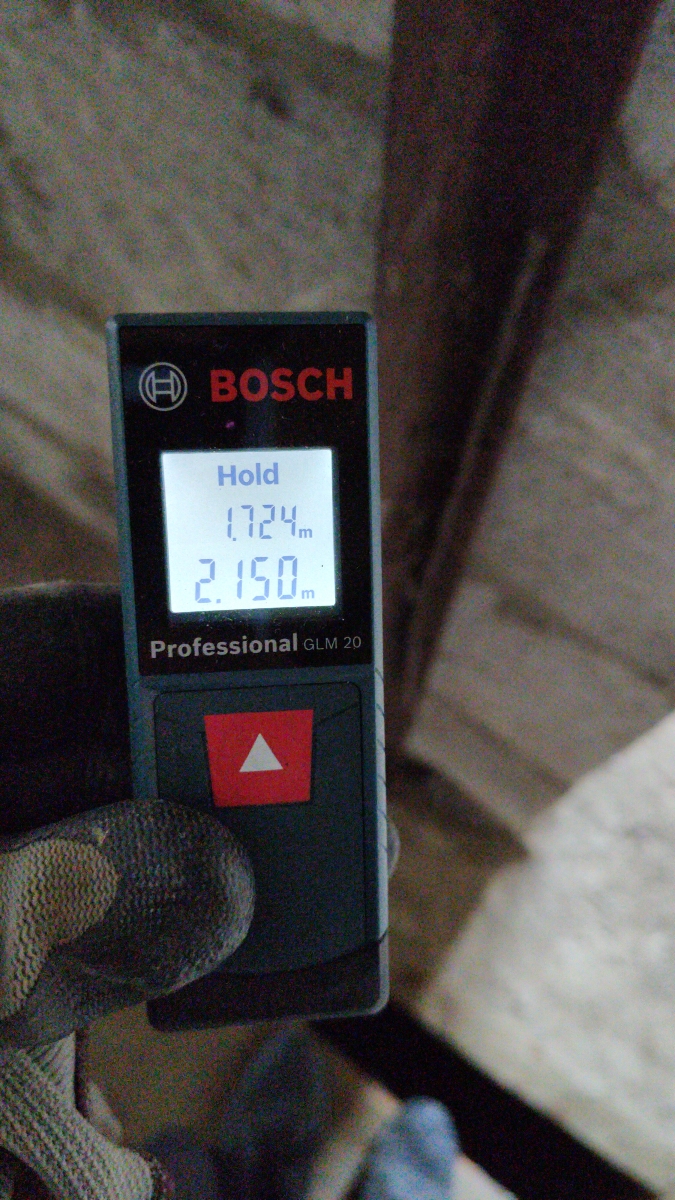 BOSCH
Hold
1.724m
2.150m
Professional GLM 20